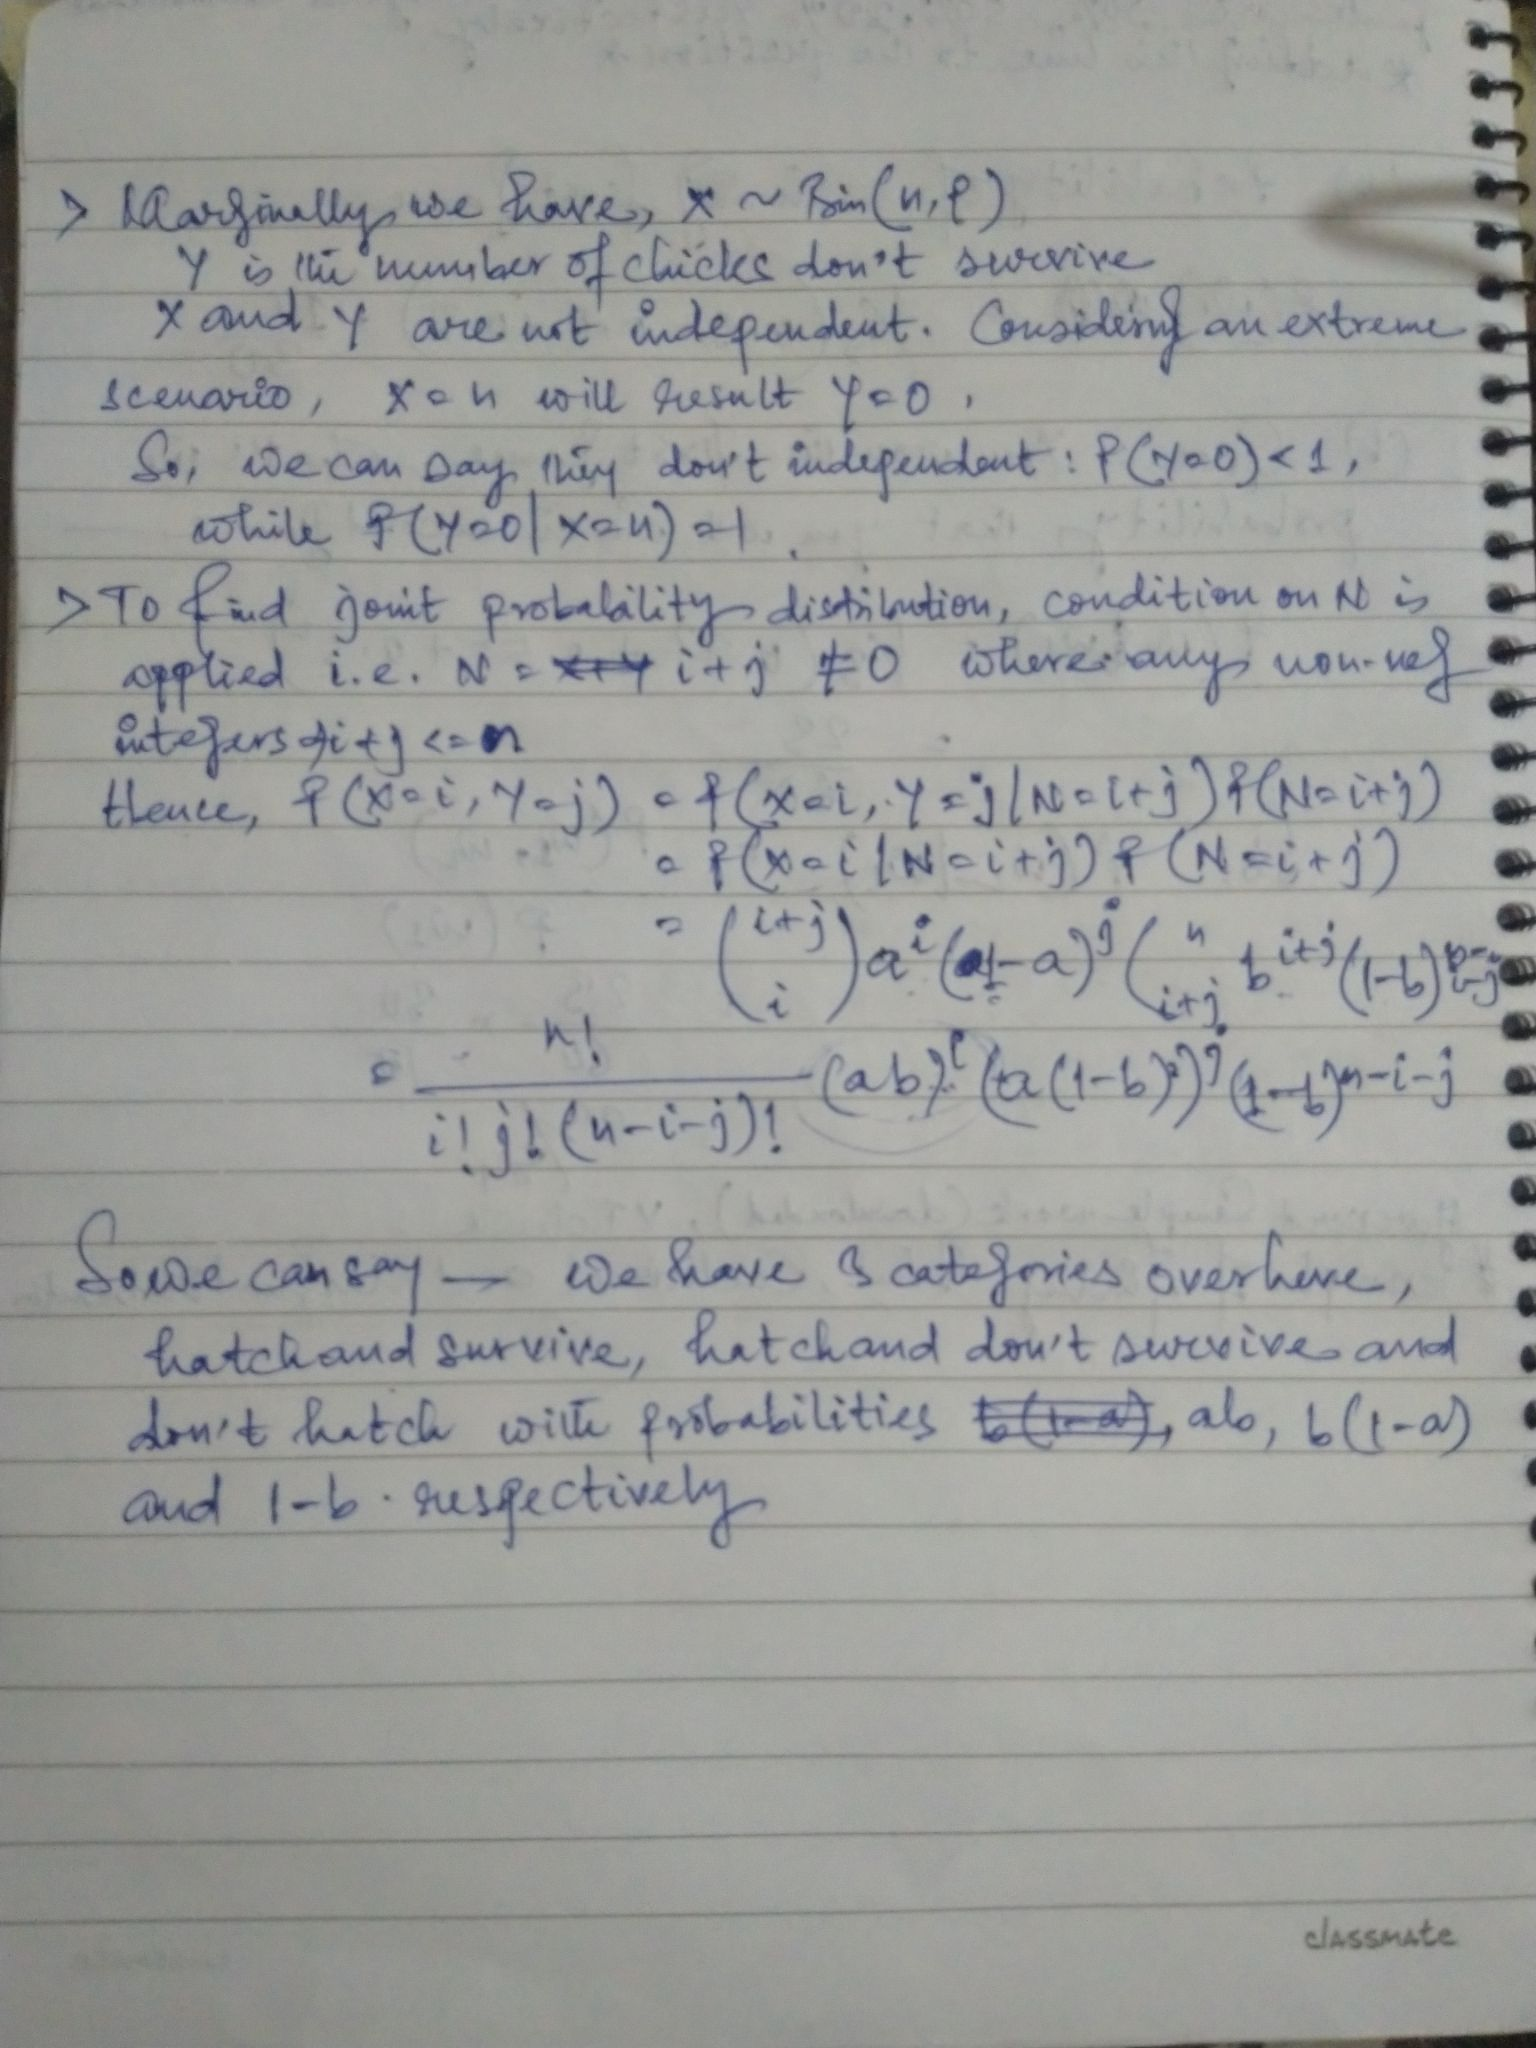 > Marginally we have, X ~ Bin(n, p)
Y is the number of chicks don't survive
X and Y are not independent. Considering an extreme
scenario, X = n will result Y = 0.
So, we can say they don't independent : P(Y=0) < 1,
while P(Y=0 | X=n) = 1.
> To find joint probability distribution, condition on N is
applied i.e. N = X+Y i+j ≠ 0 where any non-neg
integers i+j <= n
Hence, P(X=i, Y=j) = P(X=i, Y=j | N=i+j) P(N=i+j)
= P(X=i | N=i+j) P(N=i+j)
= (i+j i) a^i (1-a)^j (n i+j b^i+j (1-b)^n-i-j
= n! / i! j! (n-i-j)! (ab)^i (a(1-b))^j (1-b)^n-i-j
So we can say — we have 3 categories over here,
hatch and survive, hatch and don't survive and
don't hatch with probabilities b(1-a), ab, b(1-a)
and 1-b. respectively
classmate